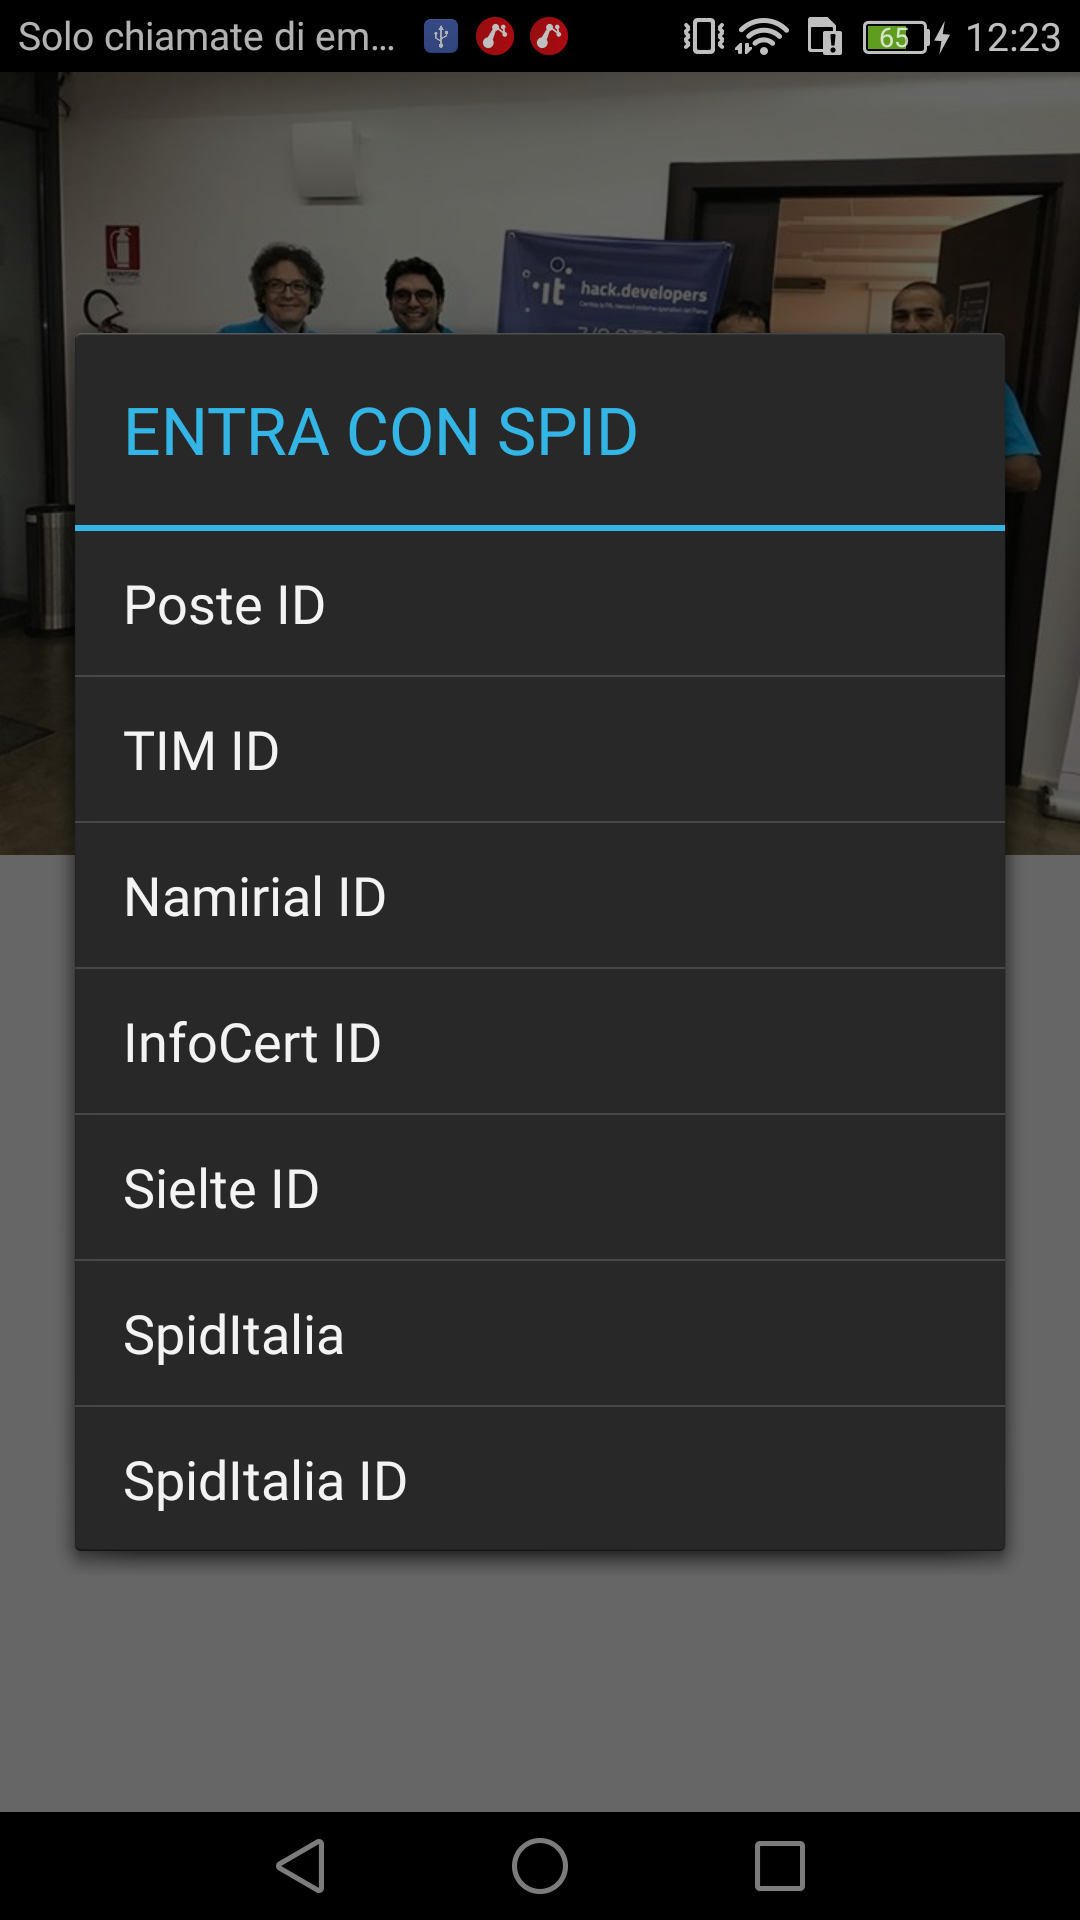 Solo chiamate di em...
65
12:23
ESTINTORE
it
hack.developers
ENTRA CON SPID
Poste ID
TIM ID
Namirial ID
InfoCert ID
Sielte ID
SpidItalia
SpidItalia ID